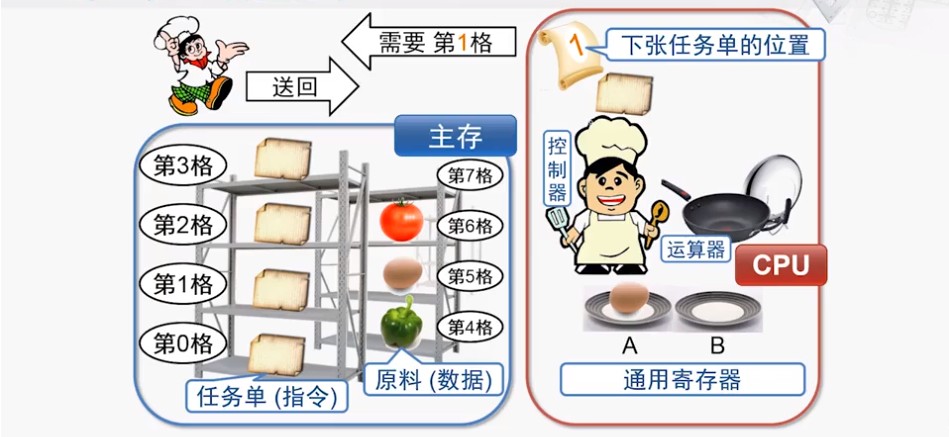 需要 第1格
送回
1
下张任务单的位置
主存
第3格
第2格
第1格
第0格
第7格
第6格
第5格
第4格
任务单 (指令)
原料 (数据)
控制器
运算器
CPU
A
B
通用寄存器